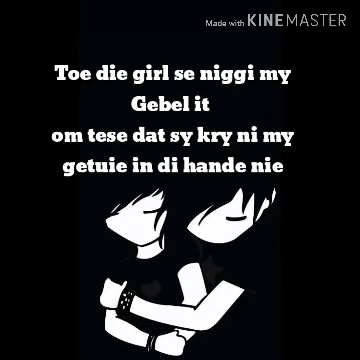 Made with KINEMASTER
Toe die girl se niggi my
Gebel it
om tese dat sy kry ni my
getuie in di hande nie